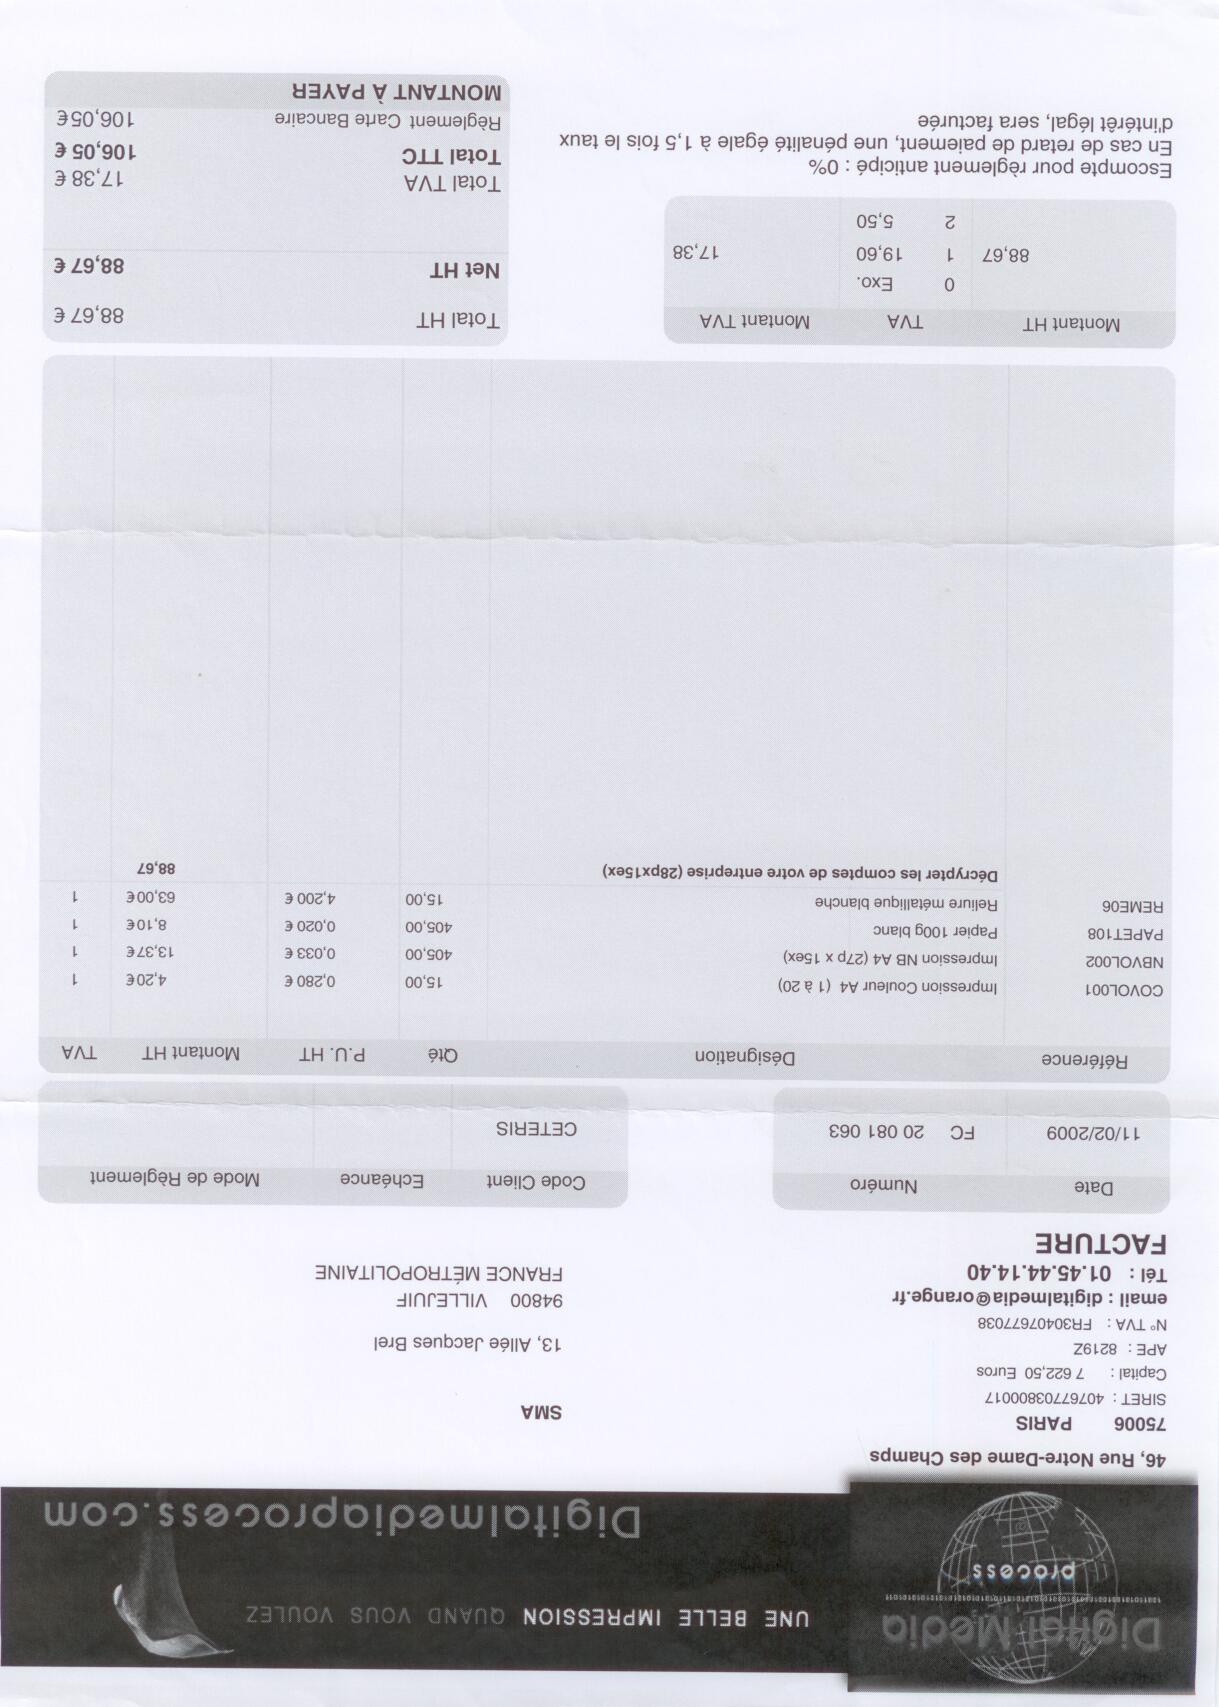 Digital Media
process
UNE BELLE IMPRESSION QUAND VOUS VOULEZ
Digitalmediaprocess.com
46, Rue Notre-Dame des Champs
75006 PARIS
SIRET : 40767703800017
Capital : 7 622,50 Euros
APE : 8219Z
N° TVA : FR30407677038
email : digitalmedia@orange.fr
Tél : 01.45.44.14.40
FACTURE
SMA
13, Allée Jacques Brel
94800 VILLEJUIF
FRANCE MÉTROPOLITAINE
Date Numéro
11/02/2009 FC 20 081 063
Code Client Echéance Mode de Règlement
CETERIS
Référence Désignation Qté P.U. HT Montant HT TVA
COVOL001 Impression Couleur A4 (1 à 20) 15,00 0,280 € 4,20 € 1
NBVOL002 Impression NB A4 (27p x 15ex) 405,00 0,033 € 13,37 € 1
PAPET108 Papier 100g blanc 405,00 0,020 € 8,10 € 1
REME06 Reliure métallique blanche 15,00 4,200 € 63,00 € 1
Décrypter les comptes de votre entreprise (28px15ex) 88,67
Montant HT TVA Montant TVA
0 Exo.
88,67 1 19,60 17,38
2 5,50
Escompte pour règlement anticipé : 0%
En cas de retard de paiement, une pénalité égale à 1,5 fois le taux
d'intérêt légal, sera facturée
Total HT 88,67 €
Net HT 88,67 €
Total TVA 17,38 €
Total TTC 106,05 €
Règlement Carte Bancaire 106,05 €
MONTANT À PAYER